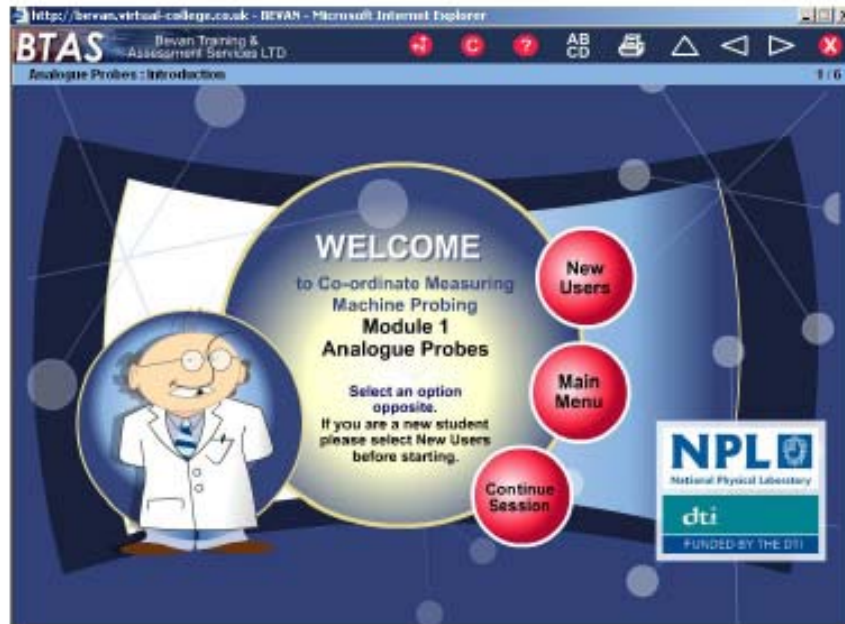 http://bevan.virtual-college.co.uk - BEVAN - Microsoft Internet Explorer
BTAS
Bevan Training &
Assessment Services LTD
C
?
AB
CD
X
Analogue Probes : Introduction
1 / 6
WELCOME
to Co-ordinate Measuring
Machine Probing
Module 1
Analogue Probes
Select an option
opposite.
If you are a new student
please select New Users
before starting.
New
Users
Main
Menu
Continue
Session
NPL
National Physical Laboratory
dti
FUNDED BY THE DTI